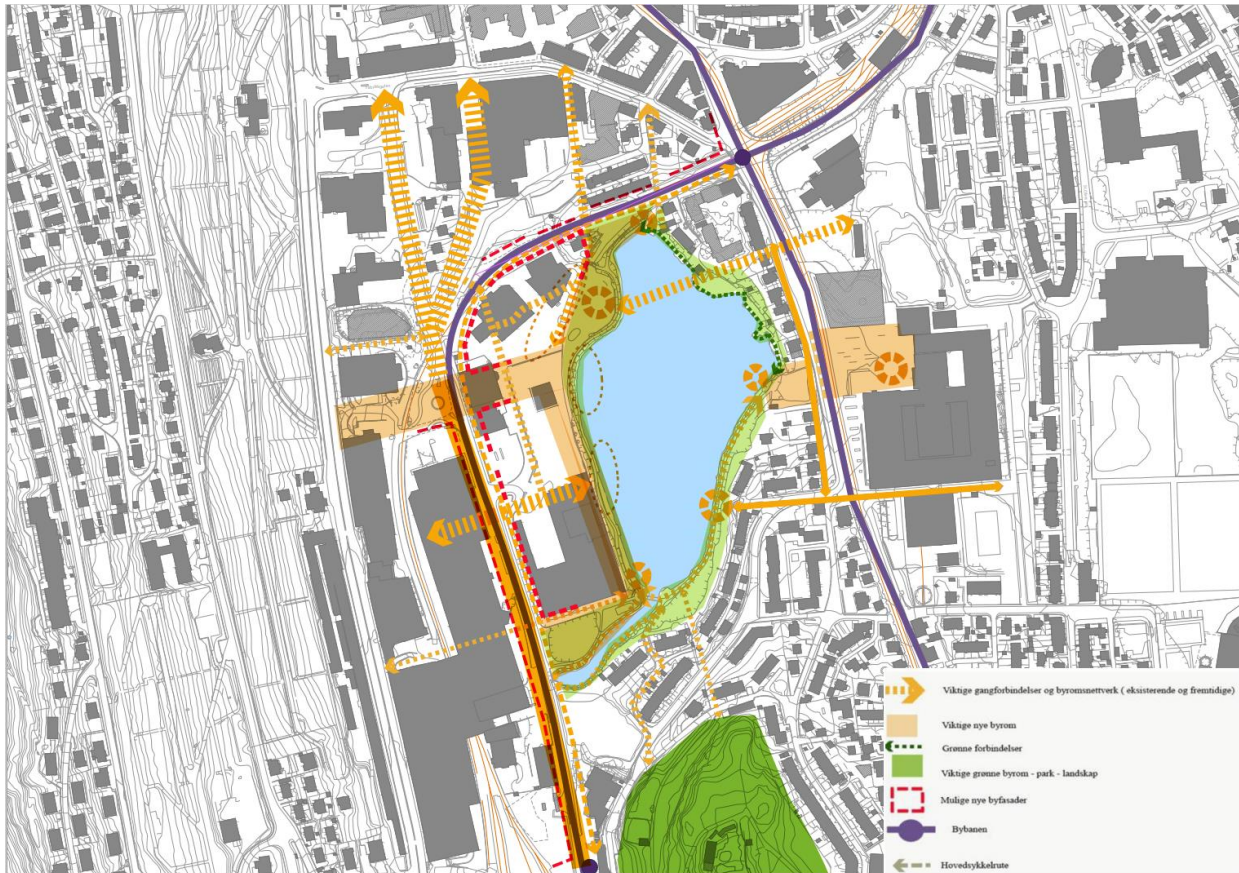 Viktige gangforbindelser og byromsnettverk ( eksisterende og fremtidige)
Viktige nye byrom
Grønne forbindelser
Viktige grønne byrom - park - landskap
Mulige nye byfasader
Bybanen
Hovedsykkelrute